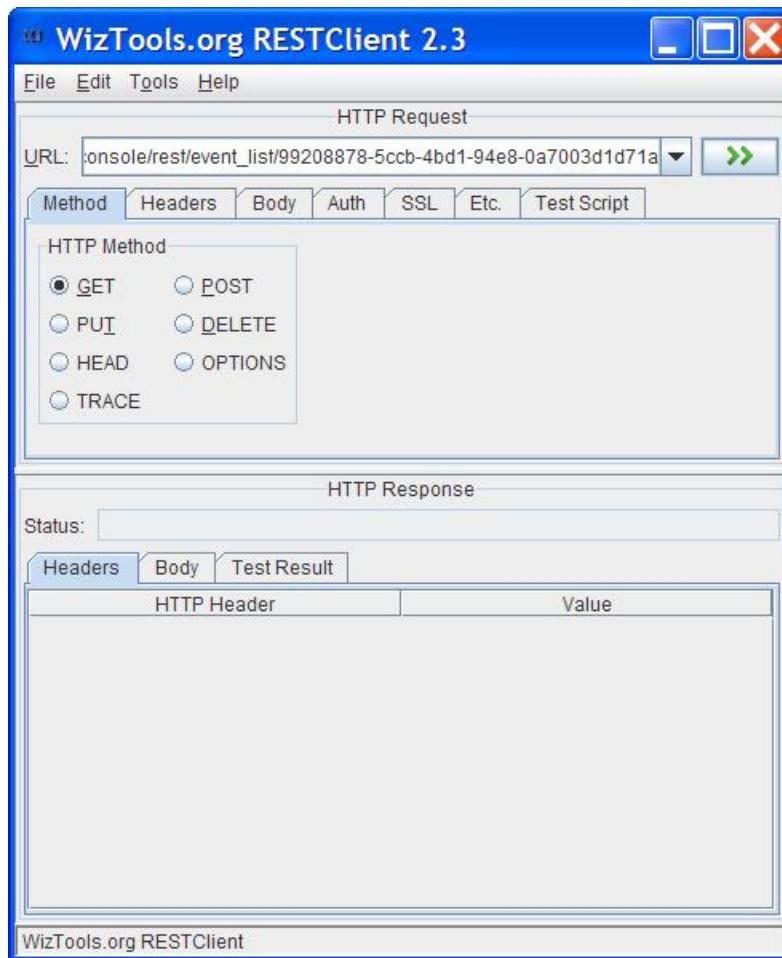 WizTools.org RESTClient 2.3
File Edit Tools Help
HTTP Request
URL: :onsole/rest/event_list/99208878-5ccb-4bd1-94e8-0a7003d1d71a >>
Method Headers Body Auth SSL Etc. Test Script
HTTP Method
GET POST
PUT DELETE
HEAD OPTIONS
TRACE
HTTP Response
Status:
Headers Body Test Result
HTTP Header Value
WizTools.org RESTClient